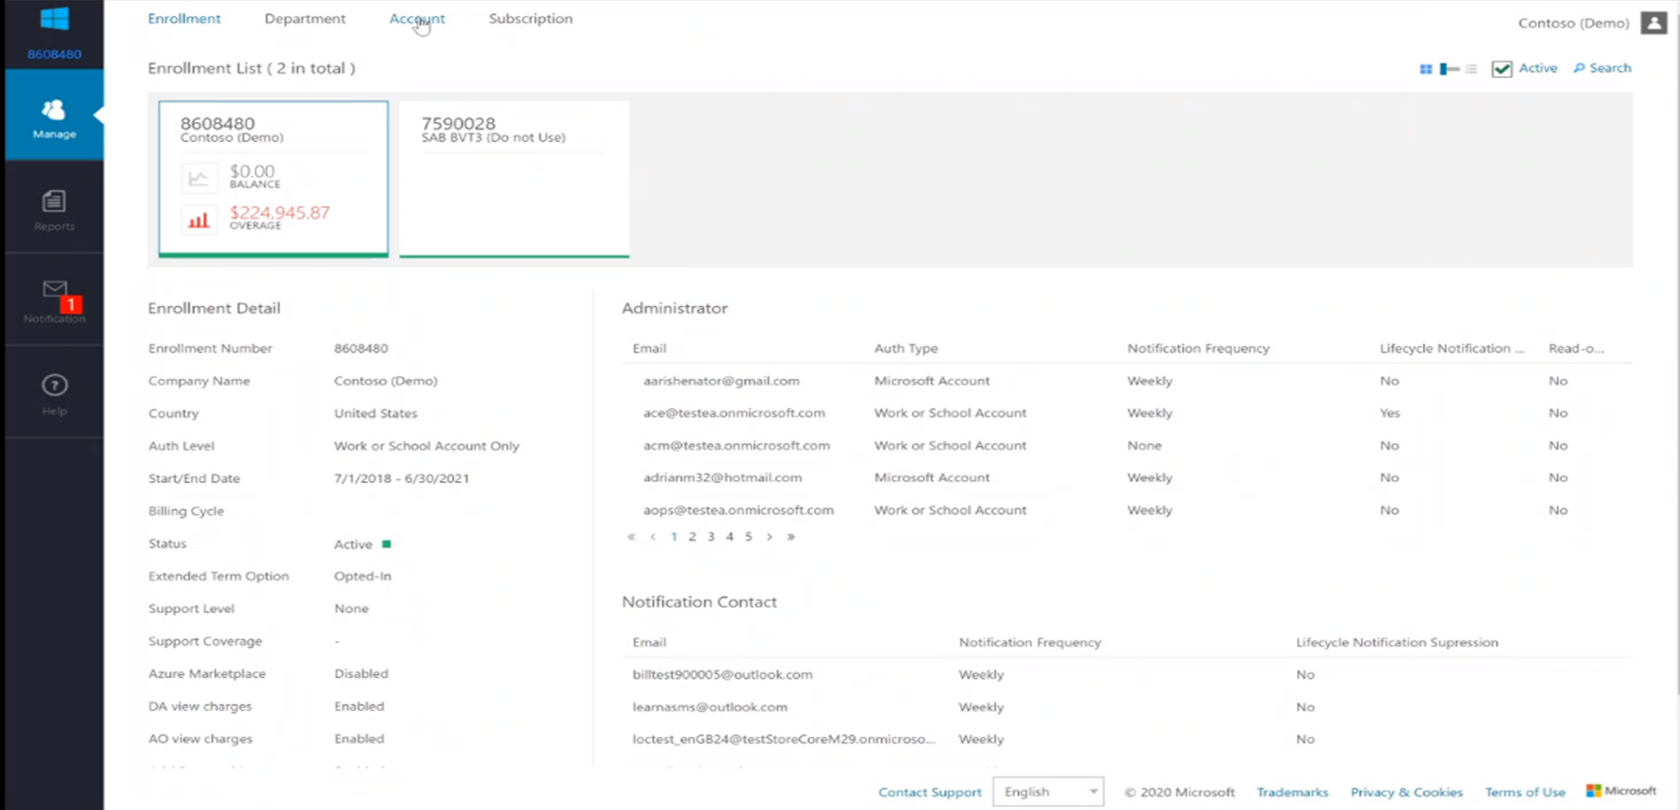 8608480
Manage
Reports
1
Notification
Help
Enrollment Department Account Subscription
Contoso (Demo)
Enrollment List ( 2 in total )
Active Search
8608480
Contoso (Demo)
$0.00
BALANCE
$224,945.87
OVERAGE
7590028
SAB BVT3 (Do not Use)
Enrollment Detail
Enrollment Number 8608480
Company Name Contoso (Demo)
Country United States
Auth Level Work or School Account Only
Start/End Date 7/1/2018 - 6/30/2021
Billing Cycle
Status Active
Extended Term Option Opted-In
Support Level None
Support Coverage -
Azure Marketplace Disabled
DA view charges Enabled
AO view charges Enabled
Administrator
Email Auth Type Notification Frequency Lifecycle Notification ... Read-o...
aarishenator@gmail.com Microsoft Account Weekly No No
ace@testea.onmicrosoft.com Work or School Account Weekly Yes No
acm@testea.onmicrosoft.com Work or School Account None No No
adrianm32@hotmail.com Microsoft Account Weekly No No
aops@testea.onmicrosoft.com Work or School Account Weekly No No
« ‹ 1 2 3 4 5 › »
Notification Contact
Email Notification Frequency Lifecycle Notification Supression
billtest900005@outlook.com Weekly No
learnasms@outlook.com Weekly No
loctest_enGB24@testStoreCoreM29.onmicroso... Weekly No
Contact Support English © 2020 Microsoft Trademarks Privacy & Cookies Terms of Use Microsoft